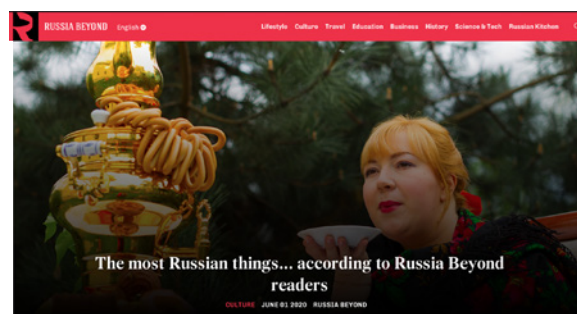 RUSSIA BEYOND English
Lifestyle Culture Travel Education Business History Science & Tech Russian Kitchen
The most Russian things... according to Russia Beyond
readers
CULTURE JUNE 01 2020 RUSSIA BEYOND